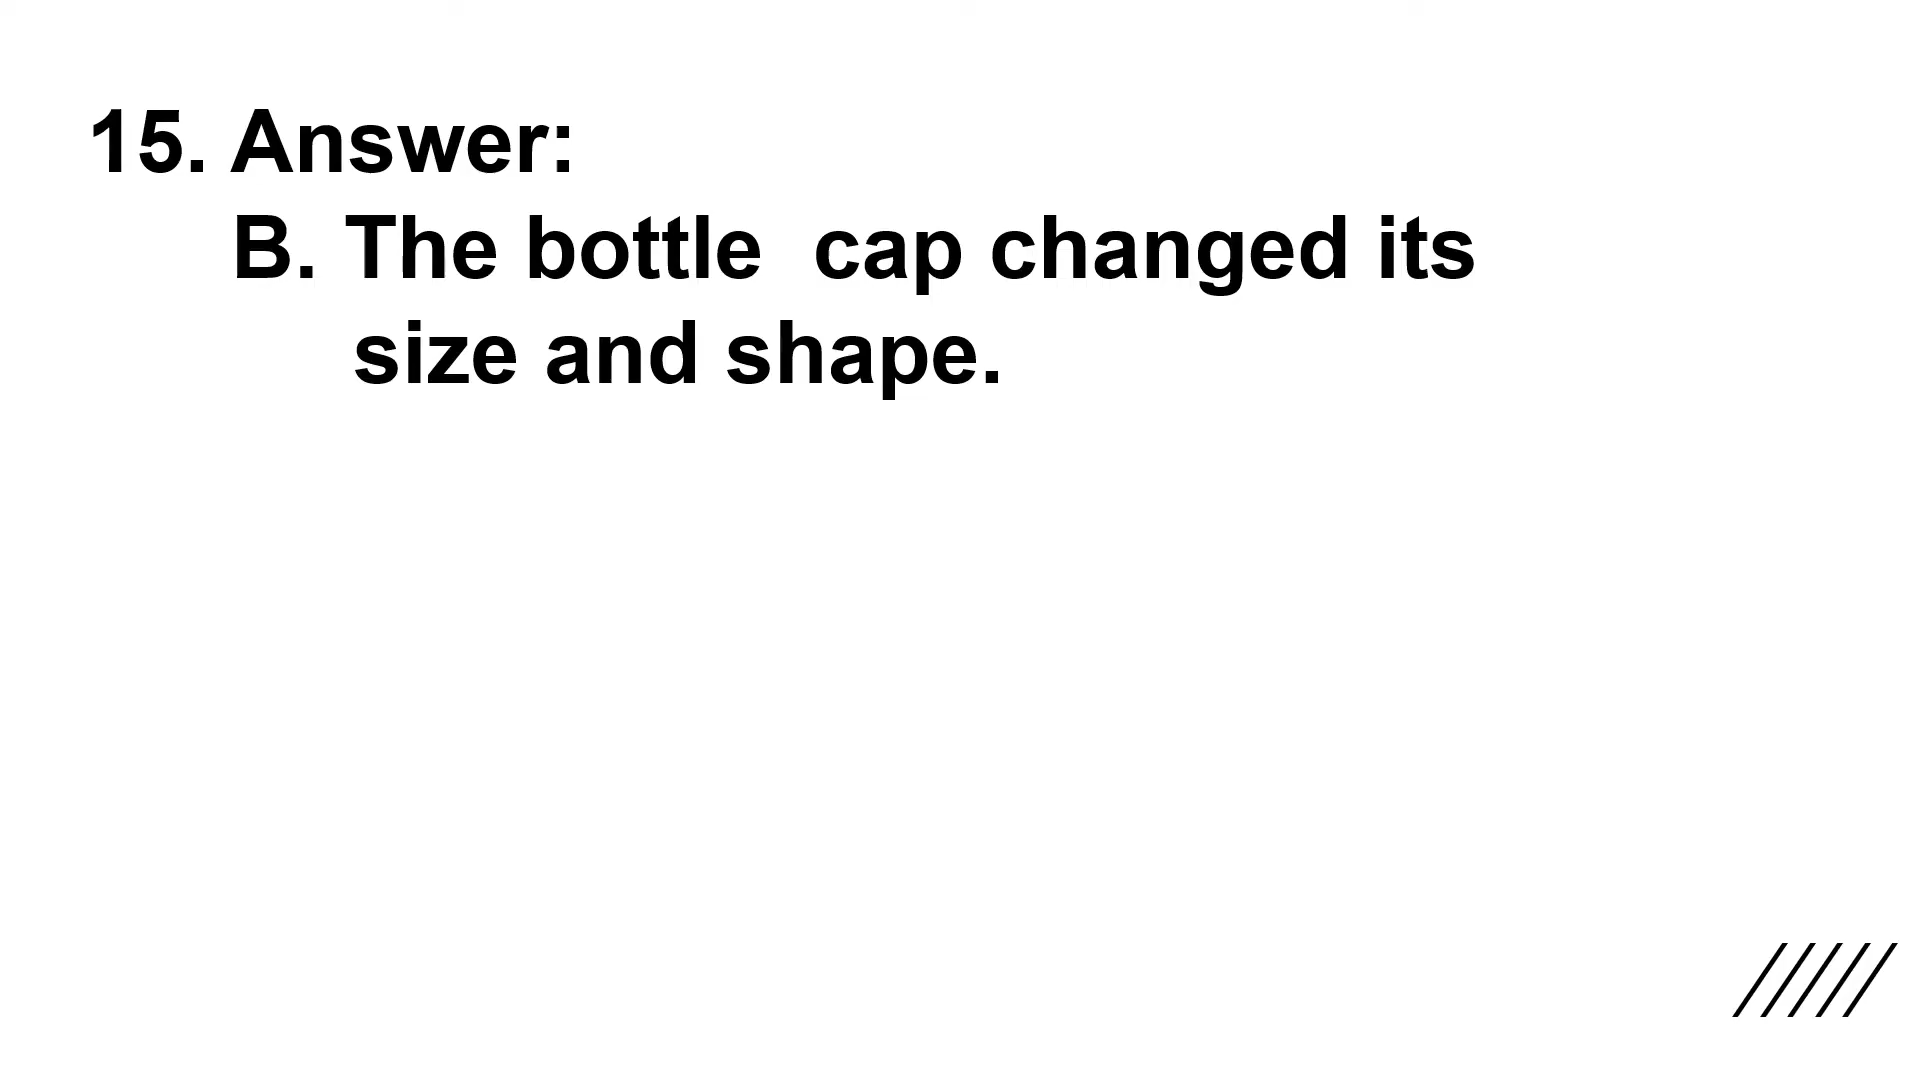 15. Answer:
B. The bottle  cap changed its
size and shape.